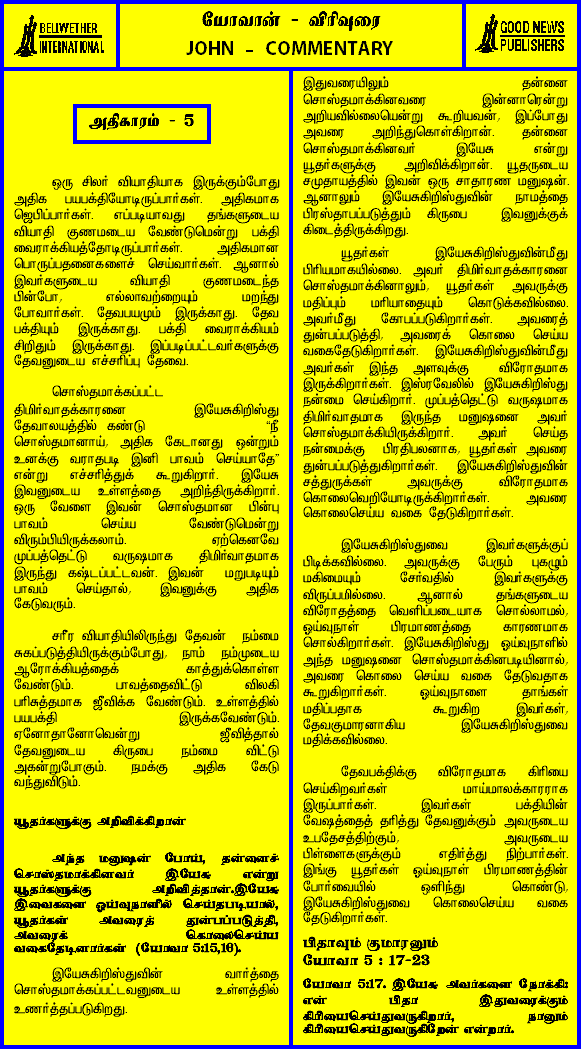 BELWETHER
INTERNATIONAL
யோவான் - விரிவுரை
JOHN - COMMENTARY
GOOD NEWS
PUBLISHERS
அதிகாரம் - 5
ஒரு சிலர் வியாதியாக இருக்கும்போது
அதிக பயபக்தியோடிருப்பார்கள். அதிகமாக
ஜெபிப்பார்கள். எப்படியாவது தங்களுடைய
வியாதி குணமடைய வேண்டுமென்று பக்தி
வைராக்கியத்தோடிருப்பார்கள். அதிகமான
பொருப்பதனைகளைச் செய்வார்கள். ஆனால்
இவர்களுடைய வியாதி குணமடைந்த
பின்போ, எல்லாவற்றையும் மறந்து
போவார்கள். தேவபயமும் இருக்காது. தேவ
பக்தியும் இருக்காது. பக்தி வைராக்கியம்
சிறிதும் இருக்காது. இப்படிப்பட்டவர்களுக்கு
தேவனுடைய எச்சரிப்பு தேவை.
சொஸ்தமாக்கப்பட்ட
திமிர்வாதக்காரனை இயேசுகிறிஸ்து
தேவாலயத்தில் கண்டு “நீ
சொஸ்தமானாய், அதிக கேடானது ஒன்றும்
உனக்கு வராதபடி இனி பாவம் செய்யாதே”
என்று எச்சரித்துக் கூறுகிறார். இயேசு
இவனுடைய உள்ளத்தை அறிந்திருக்கிறார்.
ஒரு வேளை இவன் சொஸ்தமான பின்பு
பாவம் செய்ய வேண்டுமென்று
விரும்பியிருக்கலாம். ஏற்கெனவே
முப்பத்தெட்டு வருஷமாக திமிர்வாதமாக
இருந்து கஷ்டப்பட்டவன். இவன் மறுபடியும்
பாவம் செய்தால், இவனுக்கு அதிக
கேடுவரும்.
சரீர வியாதியிலிருந்து தேவன் நம்மை
சுகப்படுத்தியிருக்கும்போது, நாம் நம்முடைய
ஆரோக்கியத்தைக் காத்துக்கொள்ள
வேண்டும். பாவத்தைவிட்டு விலகி
பரிசுத்தமாக ஜீவிக்க வேண்டும். உள்ளத்தில்
பயபக்தி இருக்கவேண்டும்.
ஏனோதானோவென்று ஜீவித்தால்
தேவனுடைய கிருபை நம்மை விட்டு
அகன்றுபோகும். நமக்கு அதிக கேடு
வந்துவிடும்.
யூதர்களுக்கு அறிவிக்கிறான்
அந்த மனுஷன் போய், தன்னைச்
சொஸ்தமாக்கினவர் இயேசு என்று
யூதர்களுக்கு அறிவித்தான்.இயேசு
இவைகளை ஓய்வுநாளில் செய்தபடியால்,
யூதர்கள் அவரைத் துன்பப்படுத்தி,
அவரைக் கொலைசெய்ய
வகைதேடினார்கள் (யோவா 5:15,16).
இயேசுகிறிஸ்துவின் வார்த்தை
சொஸ்தமாக்கப்பட்டவனுடைய உள்ளத்தில்
உணர்த்தப்படுகிறது.
இதுவரையிலும் தன்னை
சொஸ்தமாக்கினவரை இன்னாரென்று
அறியவில்லையென்று கூறியவன், இப்போது
அவரை அறிந்துகொள்கிறான். தன்னை
சொஸ்தமாக்கினவர் இயேசு என்று
யூதர்களுக்கு அறிவிக்கிறான். யூதருடைய
சமுதாயத்தில் இவன் ஒரு சாதாரண மனுஷன்.
ஆனாலும் இயேசுகிறிஸ்துவின் நாமத்தை
பிரஸ்தாபப்படுத்தும் கிருபை இவனுக்குக்
கிடைத்திருக்கிறது.
யூதர்கள் இயேசுகிறிஸ்துவின்மீது
பிரியமாகயில்லை. அவர் திமிர்வாதக்காரனை
சொஸ்தமாக்கினாலும், யூதர்கள் அவருக்கு
மதிப்பும் மரியாதையும் கொடுக்கவில்லை.
அவர்மீது கோபப்படுகிறார்கள். அவரைத்
துன்பப்படுத்தி, அவரைக் கொலை செய்ய
வகைதேடுகிறார்கள். இயேசுகிறிஸ்துவின்மீது
அவர்கள் இந்த அளவுக்கு விரோதமாக
இருக்கிறார்கள். இஸ்ரவேலில் இயேசுகிறிஸ்து
நன்மை செய்கிறார். முப்பத்தெட்டு வருஷமாக
திமிர்வாதமாக இருந்த மனுஷனை அவர்
சொஸ்தமாக்கியிருக்கிறார். அவர் செய்த
நன்மைக்கு பிரதிபலனாக, யூதர்கள் அவரை
துன்பப்படுத்துகிறார்கள். இயேசுகிறிஸ்துவின்
சத்துருக்கள் அவருக்கு விரோதமாக
கொலைவெறியோடிருக்கிறார்கள். அவரை
கொலைசெய்ய வகை தேடுகிறார்கள்.
இயேசுகிறிஸ்துவை இவர்களுக்குப்
பிடிக்கவில்லை. அவருக்கு பேரும் புகழும்
மகிமையும் சேர்வதில் இவர்களுக்கு
விருப்பமில்லை. ஆனால் தங்களுடைய
விரோதத்தை வெளிப்படையாக சொல்லாமல்,
ஓய்வுநாள் பிரமாணத்தை காரணமாக
சொல்கிறார்கள். இயேசுகிறிஸ்து ஓய்வுநாளில்
அந்த மனுஷனை சொஸ்தமாக்கினபடியினால்,
அவரை கொலை செய்ய வகை தேடுவதாக
கூறுகிறார்கள். ஓய்வுநாளை தாங்கள்
மதிப்பதாக கூறுகிற இவர்கள்,
தேவகுமாரனாகிய இயேசுகிறிஸ்துவை
மதிக்கவில்லை.
தேவபக்திக்கு விரோதமாக கிரியை
செய்கிறவர்கள் மாய்மாலக்காரராக
இருப்பார்கள். இவர்கள் பக்தியின்
வேஷத்தைத் தரித்து தேவனுக்கும் அவருடைய
உபதேசத்திற்கும், அவருடைய
பிள்ளைகளுக்கும் எதிர்த்து நிற்பார்கள்.
இங்கு யூதர்கள் ஓய்வுநாள் பிரமாணத்தின்
போர்வையில் ஒளிந்து கொண்டு,
இயேசுகிறிஸ்துவை கொலைசெய்ய வகை
தேடுகிறார்கள்.
பிதாவும் குமாரனும்
யோவா 5 : 17-23
யோவா 5:17. இயேசு அவர்களை நோக்கி:
என் பிதா இதுவரைக்கும்
கிரியைசெய்துவருகிறார், நானும்
கிரியைசெய்துவருகிறேன் என்றார்.